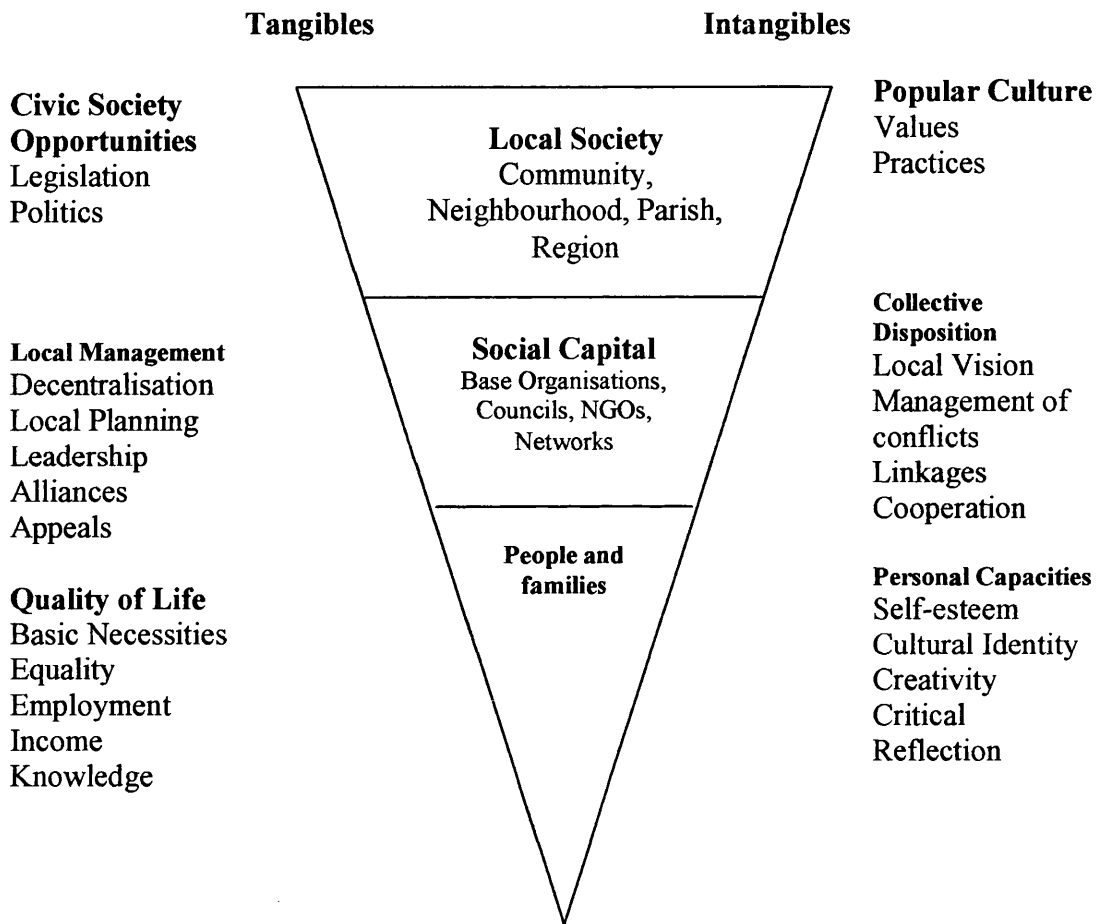 Tangibles
Intangibles
Civic Society
Opportunities
Legislation
Politics
Local Society
Community,
Neighbourhood, Parish,
Region
Popular Culture
Values
Practices
Local Management
Decentralisation
Local Planning
Leadership
Alliances
Appeals
Social Capital
Base Organisations,
Councils, NGOs,
Networks
Collective
Disposition
Local Vision
Management of
conflicts
Linkages
Cooperation
Quality of Life
Basic Necessities
Equality
Employment
Income
Knowledge
People and
families
Personal Capacities
Self-esteem
Cultural Identity
Creativity
Critical
Reflection